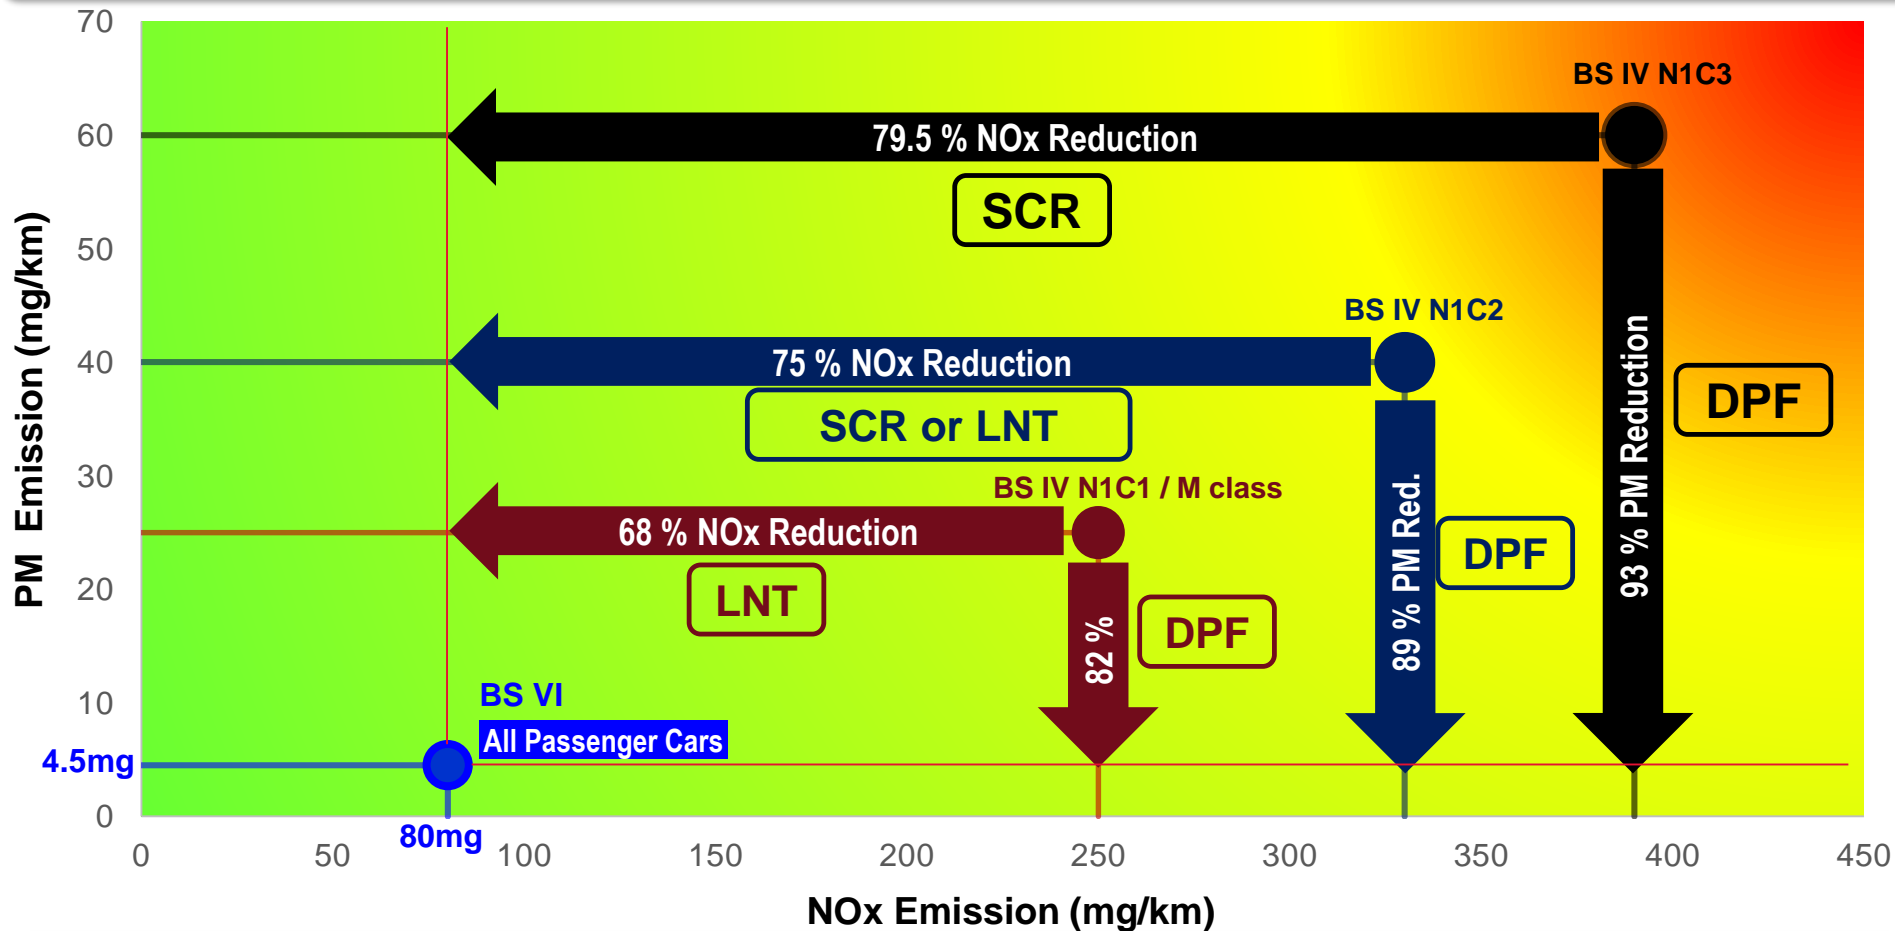 70
60
50
40
30
20
10
0
PM Emission (mg/km)
4.5mg
BS IV N1C3
79.5 % NOx Reduction
SCR
BS IV N1C2
75 % NOx Reduction
SCR or LNT
BS IV N1C1 / M class
68 % NOx Reduction
LNT
82 %
DPF
89 % PM Red.
DPF
93 % PM Reduction
DPF
BS VI
All Passenger Cars
80mg
0
50
100
150
200
250
300
350
400
450
NOx Emission (mg/km)